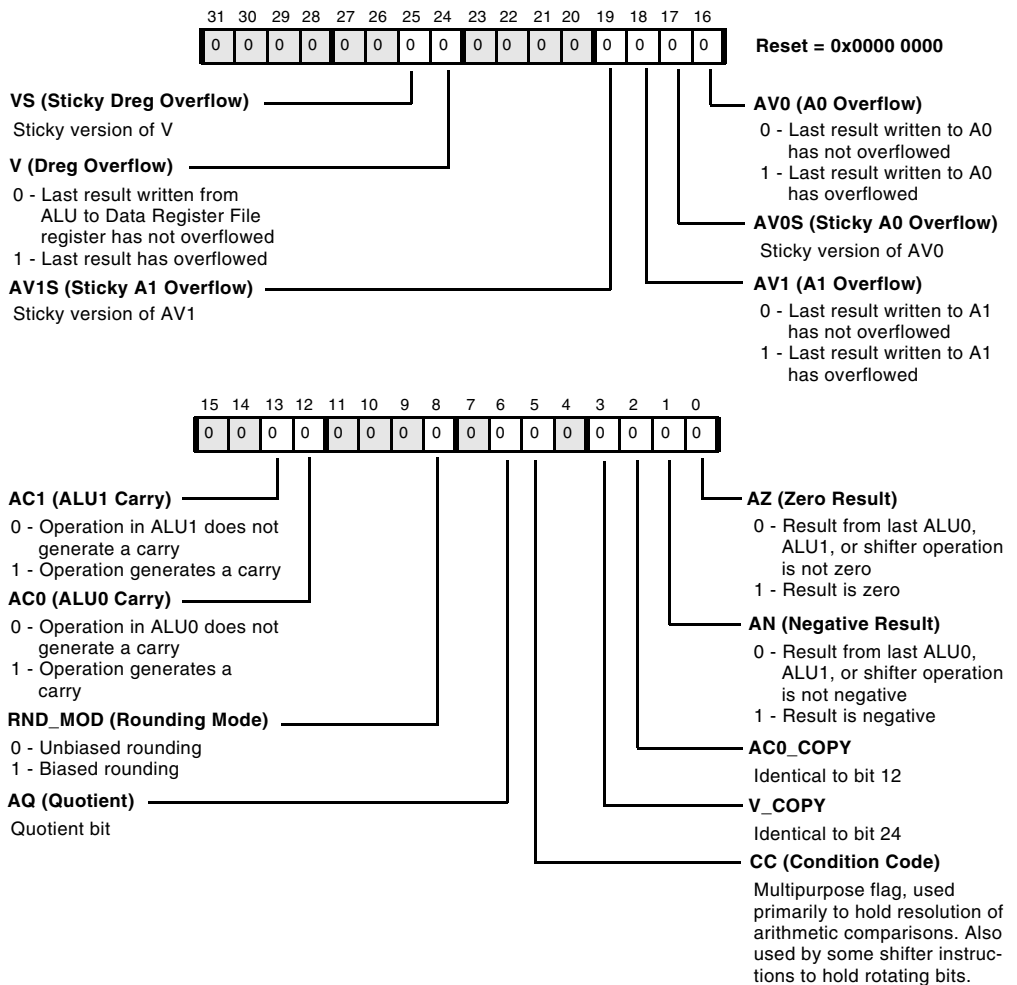 31 30 29 28 27 26 25 24 23 22 21 20 19 18 17 16
0 0 0 0 0 0 0 0 0 0 0 0 0 0 0 0
Reset = 0x0000 0000
VS (Sticky Dreg Overflow)
Sticky version of V
V (Dreg Overflow)
0 - Last result written from
ALU to Data Register File
register has not overflowed
1 - Last result has overflowed
AV1S (Sticky A1 Overflow)
Sticky version of AV1
AV0 (A0 Overflow)
0 - Last result written to A0
has not overflowed
1 - Last result written to A0
has overflowed
AV0S (Sticky A0 Overflow)
Sticky version of AV0
AV1 (A1 Overflow)
0 - Last result written to A1
has not overflowed
1 - Last result written to A1
has overflowed
15 14 13 12 11 10 9 8 7 6 5 4 3 2 1 0
0 0 0 0 0 0 0 0 0 0 0 0 0 0 0 0
AC1 (ALU1 Carry)
0 - Operation in ALU1 does not
generate a carry
1 - Operation generates a carry
AC0 (ALU0 Carry)
0 - Operation in ALU0 does not
generate a carry
1 - Operation generates a
carry
RND_MOD (Rounding Mode)
0 - Unbiased rounding
1 - Biased rounding
AQ (Quotient)
Quotient bit
AZ (Zero Result)
0 - Result from last ALU0,
ALU1, or shifter operation
is not zero
1 - Result is zero
AN (Negative Result)
0 - Result from last ALU0,
ALU1, or shifter operation
is not negative
1 - Result is negative
AC0_COPY
Identical to bit 12
V_COPY
Identical to bit 24
CC (Condition Code)
Multipurpose flag, used
primarily to hold resolution of
arithmetic comparisons. Also
used by some shifter instruc-
tions to hold rotating bits.